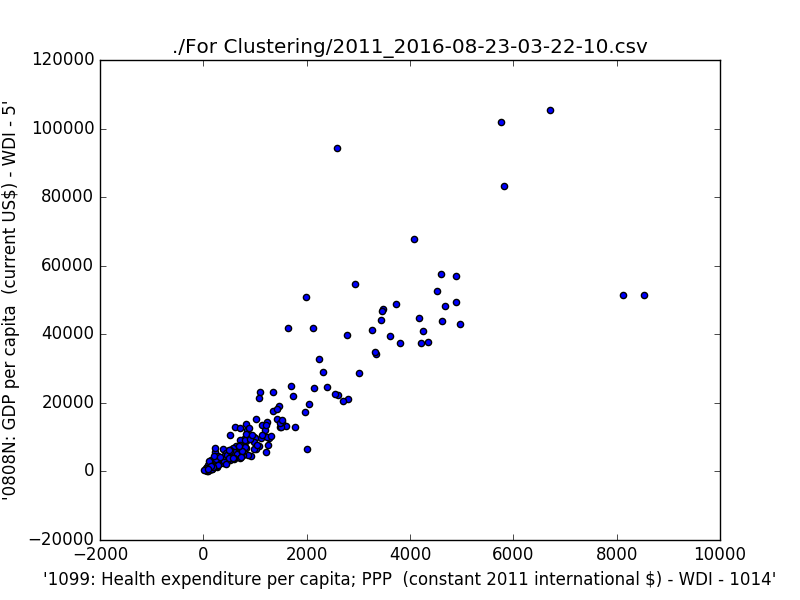 ./For Clustering/2011_2016-08-23-03-22-10.csv
120000
100000
80000
60000
40000
20000
0
−20000
'0808N: GDP per capita  (current US$) - WDI - 5'
−2000 0 2000 4000 6000 8000 10000
'1099: Health expenditure per capita; PPP  (constant 2011 international $) - WDI - 1014'